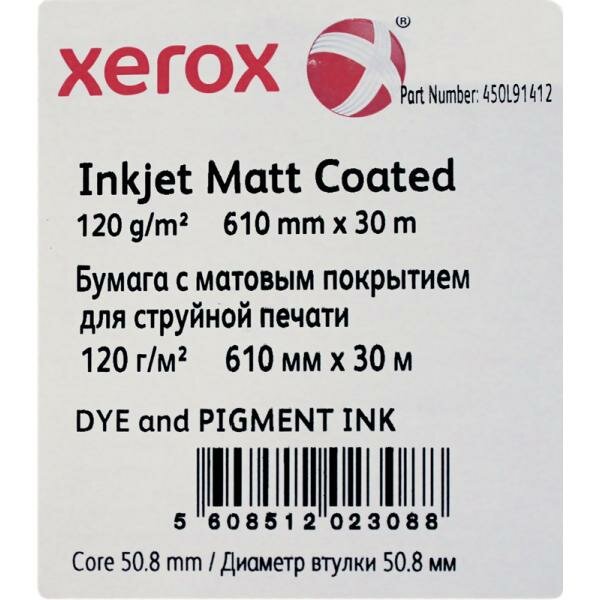 xerox ®
Part Number: 450L91412
Inkjet Matt Coated
120 g/m² 610 mm x 30 m
Бумага с матовым покрытием
для струйной печати
120 г/м² 610 мм x 30 м
DYE and PIGMENT INK
5 608512 023088
Core 50.8 mm / Диаметр втулки 50.8 мм